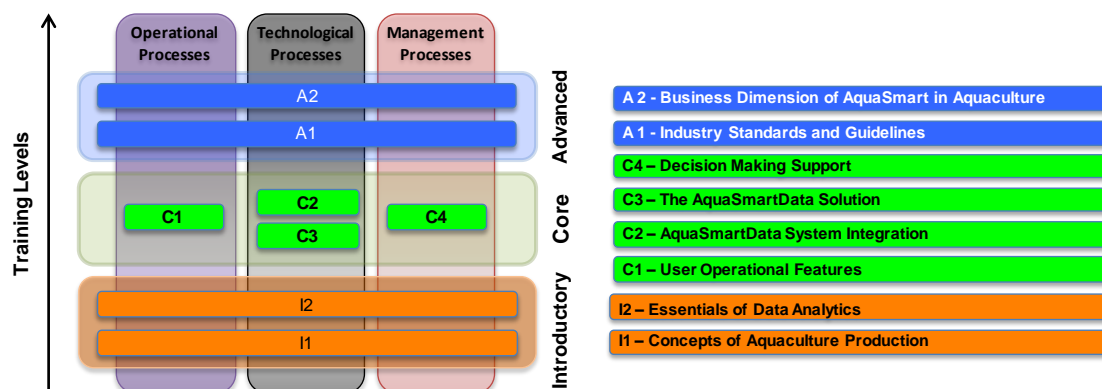 Training Levels
Operational
Processes
Technological
Processes
Management
Processes
A2
A1
Advanced
C1
C2
C3
C4
Core
I2
I1
Introductory
A 2 - Business Dimension of AquaSmart in Aquaculture
A 1 - Industry Standards and Guidelines
C4 – Decision Making Support
C3 – The AquaSmartData Solution
C2 – AquaSmartData System Integration
C1 – User Operational Features
I2 – Essentials of Data Analytics
I1 – Concepts of Aquaculture Production